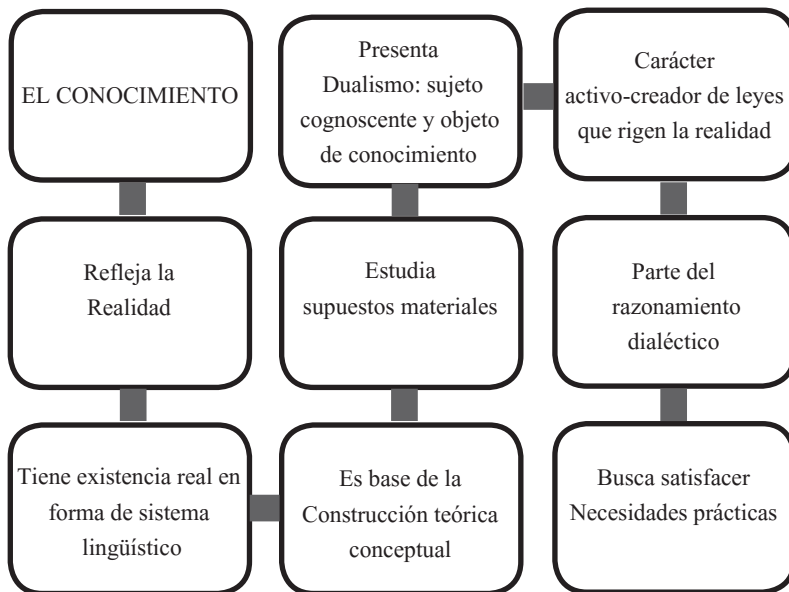 EL CONOCIMIENTO
Refleja la
Realidad
Tiene existencia real en
forma de sistema
lingüístico
Es base de la
Construcción teórica
conceptual
Estudia
supuestos materiales
Presenta
Dualismo: sujeto
cognoscente y objeto
de conocimiento
Carácter
activo-creador de leyes
que rigen la realidad
Parte del
razonamiento
dialéctico
Busca satisfacer
Necesidades prácticas